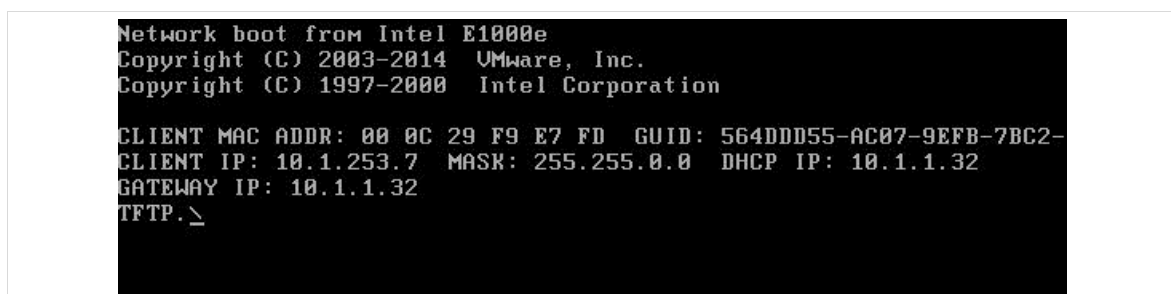 Network boot from Intel E1000e
Copyright (C) 2003-2014  VMware, Inc.
Copyright (C) 1997-2000  Intel Corporation
CLIENT MAC ADDR: 00 0C 29 F9 E7 FD  GUID: 564DDD55-AC07-9EFB-7BC2-
CLIENT IP: 10.1.253.7  MASK: 255.255.0.0  DHCP IP: 10.1.1.32
GATEWAY IP: 10.1.1.32
TFTP.\